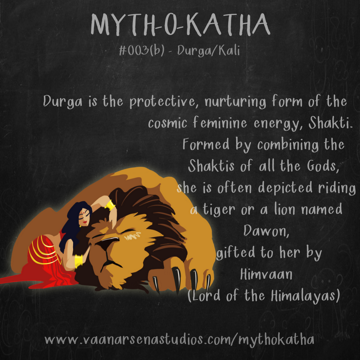 MYTH-O-KATHA
#003(b) - Durga/Kali
Durga is the protective, nurturing form of the
cosmic feminine energy, Shakti.
Formed by combining the
Shaktis of all the Gods,
she is often depicted riding
a tiger or a lion named
Dawon,
gifted to her by
Himvaan
(Lord of the Himalayas)
www.vaanarsenastudios.com/mythokatha